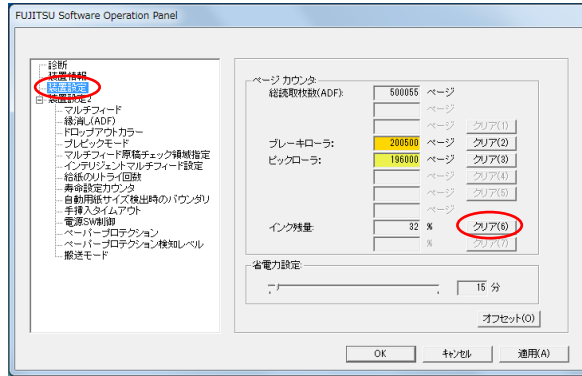 FUJITSU Software Operation Panel
診断
装置情報
装置設定
装置設定2
マルチフィード
縁消し(ADF)
ドロップアウトカラー
プレピックモード
マルチフィード原稿チェック領域指定
インテリジェントマルチフィード設定
給紙のリトライ回数
寿命設定カウンタ
自動用紙サイズ検出時のバウンダリ
手挿入タイムアウト
電源SW制御
ペーパープロテクション
ペーパープロテクション検知レベル
搬送モード
ページ カウンタ:
総読取枚数(ADF): 500055 ページ
ページ
ページ クリア(1)
ブレーキローラ: 200500 ページ クリア(2)
ピックローラ: 196000 ページ クリア(3)
ページ クリア(4)
ページ クリア(5)
ページ
インク残量: 32 % クリア(6)
% クリア(7)
省電力設定:
15 分
オフセット(O)
OK キャンセル 適用(A)